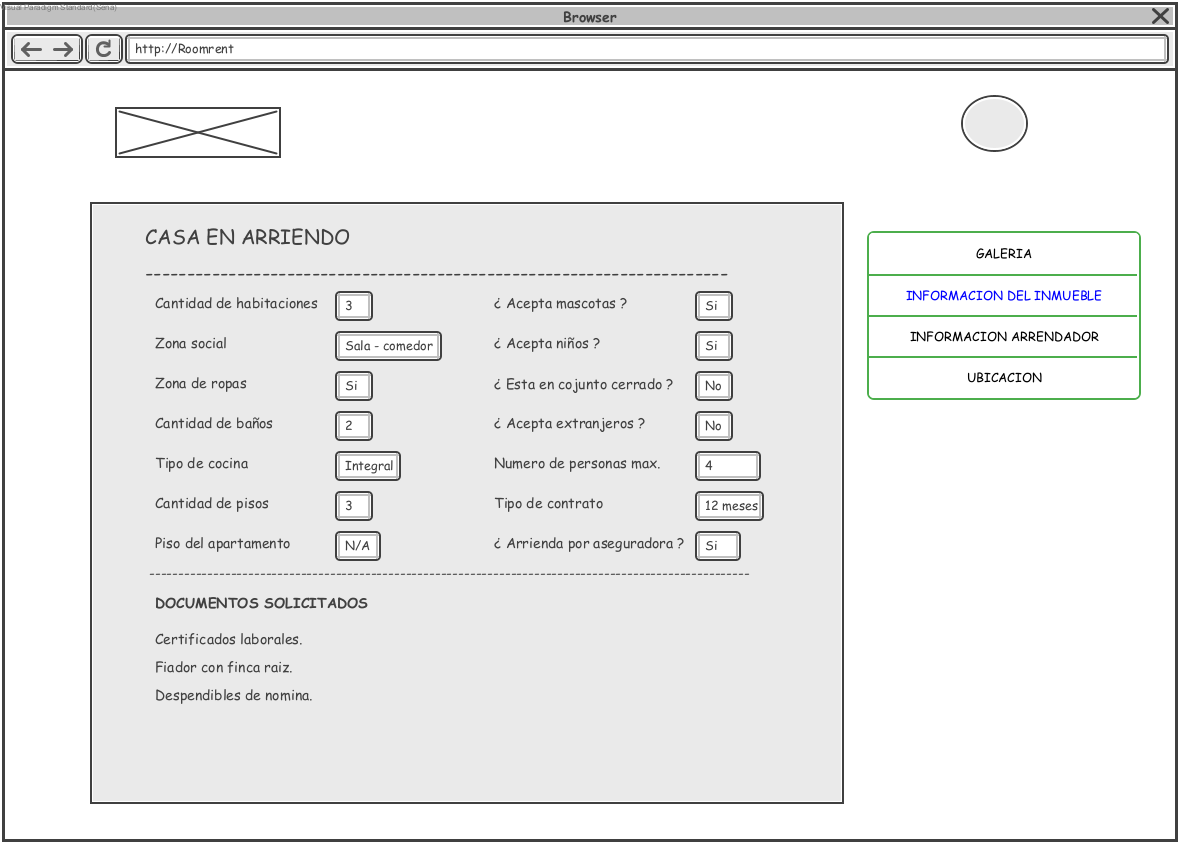 Visual Paradigm Standard(Seria)
Browser
http://Roomrent
CASA EN ARRIENDO
Cantidad de habitaciones 3 ¿ Acepta mascotas ? Si
Zona social Sala - comedor ¿ Acepta niños ? Si
Zona de ropas Si ¿ Esta en cojunto cerrado ? No
Cantidad de baños 2 ¿ Acepta extranjeros ? No
Tipo de cocina Integral Numero de personas max. 4
Cantidad de pisos 3 Tipo de contrato 12 meses
Piso del apartamento N/A ¿ Arrienda por aseguradora ? Si
DOCUMENTOS SOLICITADOS
Certificados laborales.
Fiador con finca raiz.
Despendibles de nomina.
GALERIA
INFORMACION DEL INMUEBLE
INFORMACION ARRENDADOR
UBICACION